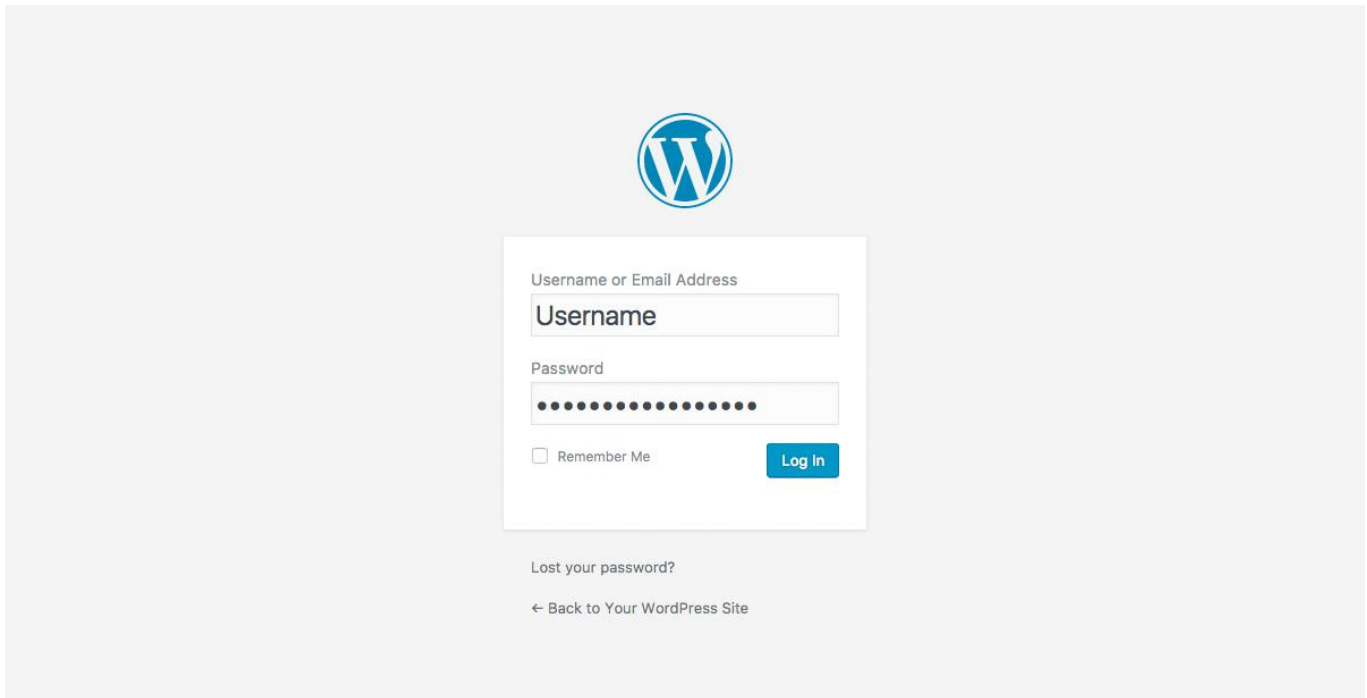 Username or Email Address
Username
Password
•••••••••••••••••
Remember Me
Log In
Lost your password?
← Back to Your WordPress Site